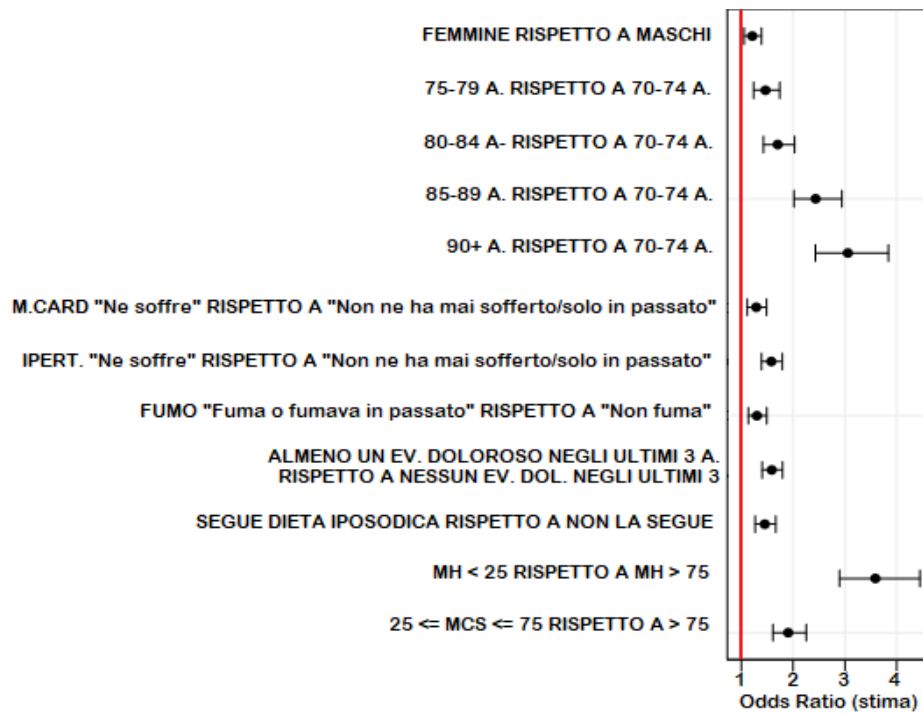 FEMMINE RISPETTO A MASCHI
75-79 A. RISPETTO A 70-74 A.
80-84 A- RISPETTO A 70-74 A.
85-89 A. RISPETTO A 70-74 A.
90+ A. RISPETTO A 70-74 A.
M.CARD "Ne soffre" RISPETTO A "Non ne ha mai sofferto/solo in passato"
IPERT. "Ne soffre" RISPETTO A "Non ne ha mai sofferto/solo in passato"
FUMO "Fuma o fumava in passato" RISPETTO A "Non fuma"
ALMENO UN EV. DOLOROSO NEGLI ULTIMI 3 A.
RISPETTO A NESSUN EV. DOL. NEGLI ULTIMI 3
SEGUE DIETA IPOSODICA RISPETTO A NON LA SEGUE
MH < 25 RISPETTO A MH > 75
25 <= MCS <= 75 RISPETTO A > 75
1 2 3 4
Odds Ratio (stima)